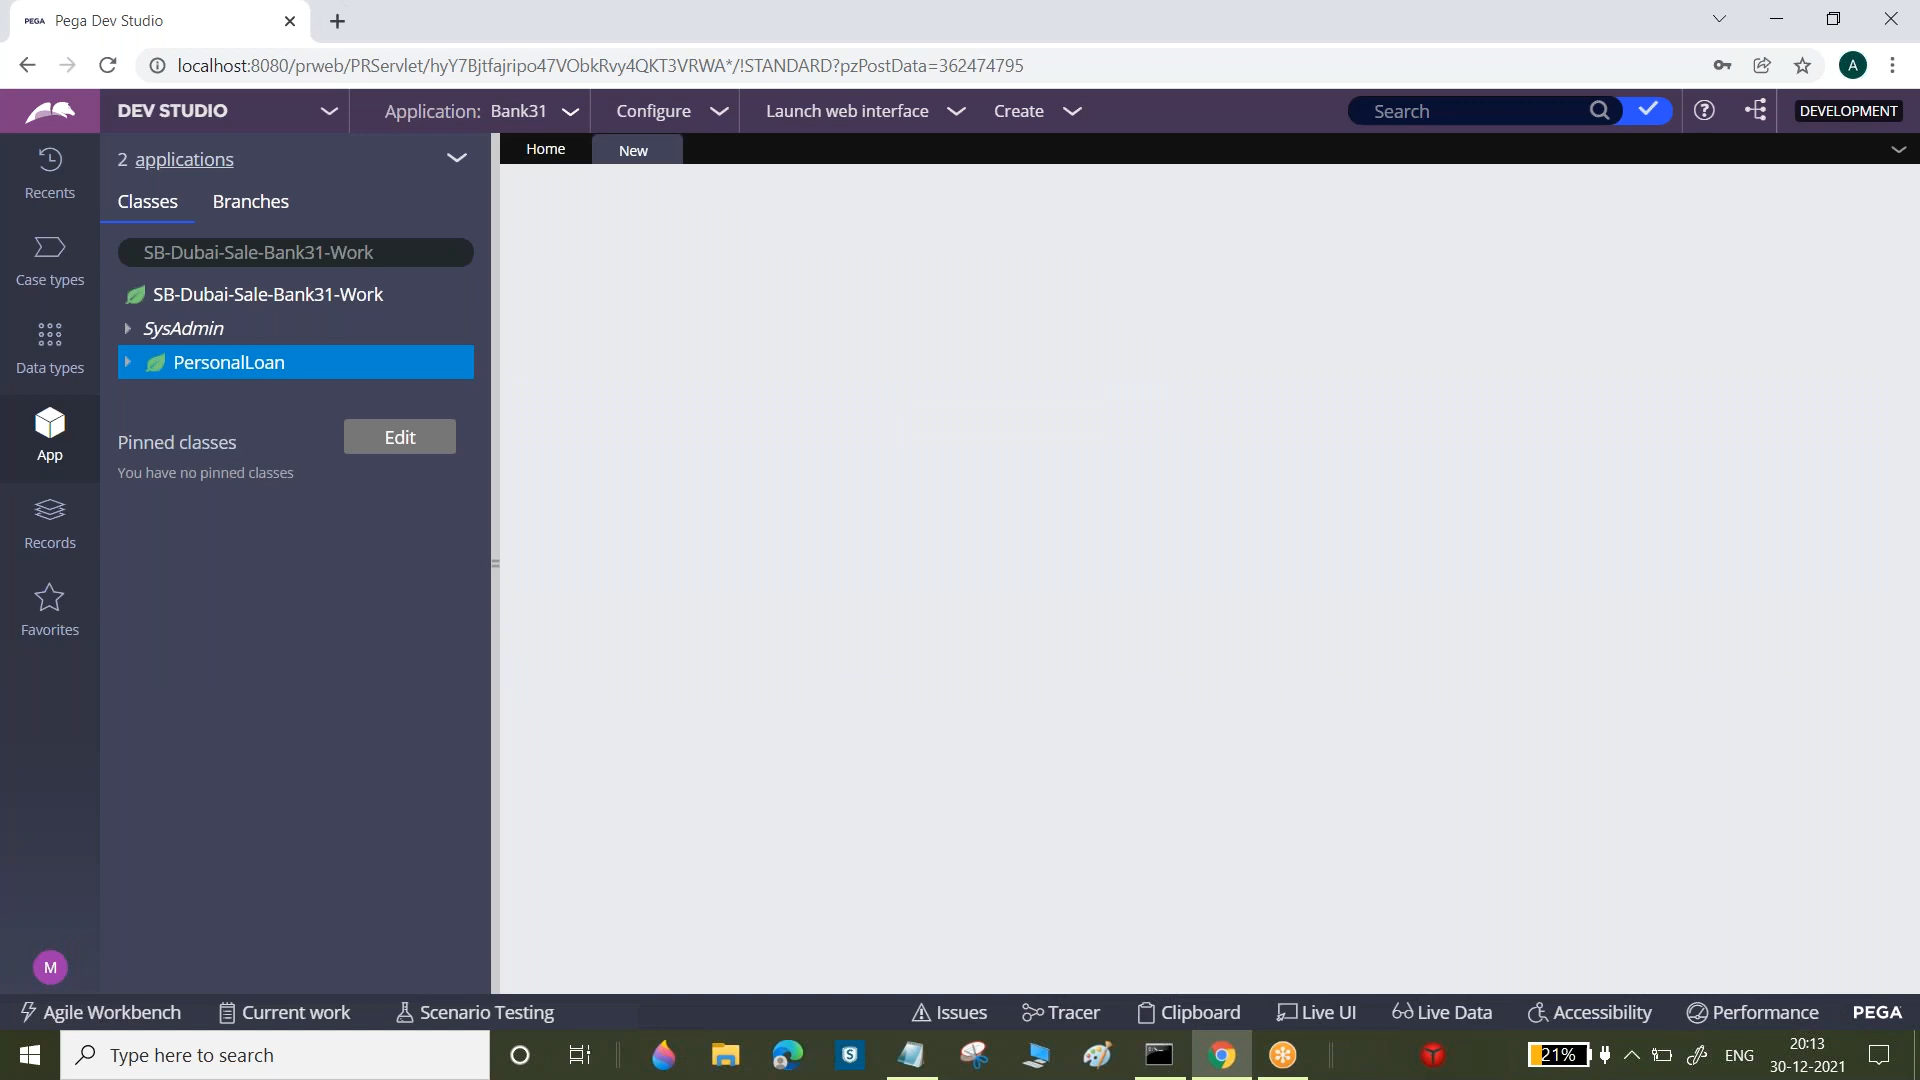 PEGA Pega Dev Studio
localhost:8080/prweb/PRServlet/hyY7Bjtfajripo47VObkRvy4QKT3VRWA*/!STANDARD?pzPostData=362474795
A
DEV STUDIO Application: Bank31 Configure Launch web interface Create Search DEVELOPMENT
2 applications
Home New
Recents
Classes Branches
SB-Dubai-Sale-Bank31-Work
Case types
SB-Dubai-Sale-Bank31-Work
SysAdmin
PersonalLoan
Data types
App
Pinned classes Edit
You have no pinned classes
Records
Favorites
M
Agile Workbench Current work Scenario Testing Issues Tracer Clipboard Live UI Live Data Accessibility Performance PEGA
Type here to search 21% ENG 20:13
30-12-2021